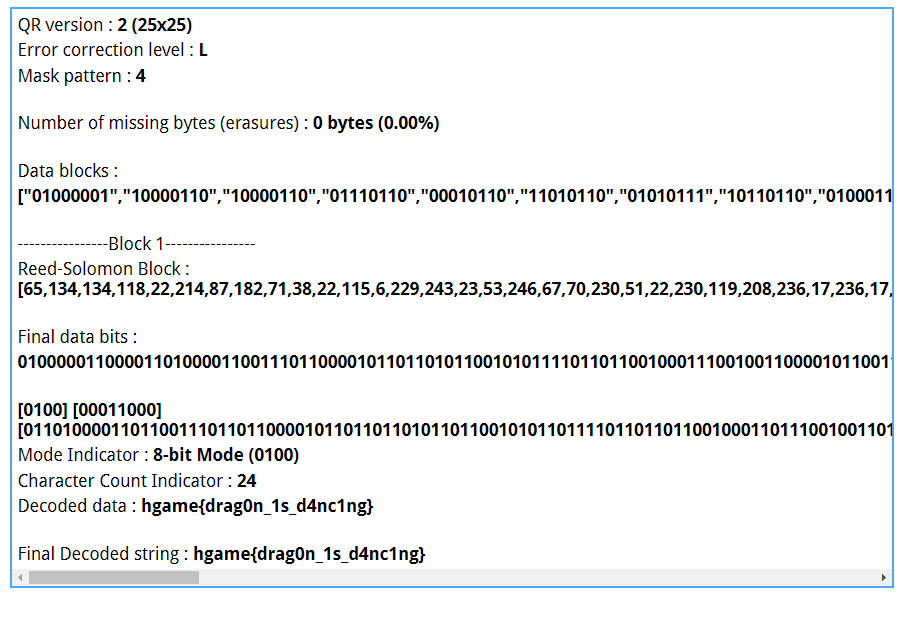 QR version : 2 (25x25)
Error correction level : L
Mask pattern : 4
Number of missing bytes (erasures) : 0 bytes (0.00%)
Data blocks :
["01000001","10000110","10000110","01110110","00010110","11010110","01010111","10110110","0100011
----------------Block 1----------------
Reed-Solomon Block :
[65,134,134,118,22,214,87,182,71,38,22,115,6,229,243,23,53,246,67,70,230,51,22,230,119,208,236,17,236,17,
Final data bits :
0100000110000110100001100111011000010110110101100101011110110110010001110010011000010110011
[0100] [00011000]
[011010000110110011101101100001011011011010110110010101101111011011011001000110111001001101
Mode Indicator : 8-bit Mode (0100)
Character Count Indicator : 24
Decoded data : hgame{drag0n_1s_d4nc1ng}
Final Decoded string : hgame{drag0n_1s_d4nc1ng}